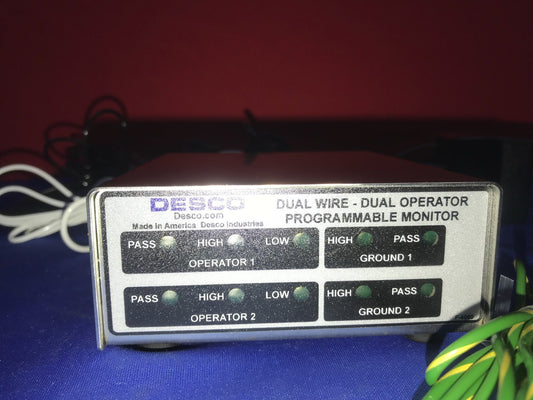 DESCO
Desco.com
Made in America Desco Industries
DUAL WIRE - DUAL OPERATOR
PROGRAMMABLE MONITOR
PASS HIGH LOW
OPERATOR 1
HIGH PASS
GROUND 1
PASS HIGH LOW
OPERATOR 2
HIGH PASS
GROUND 2